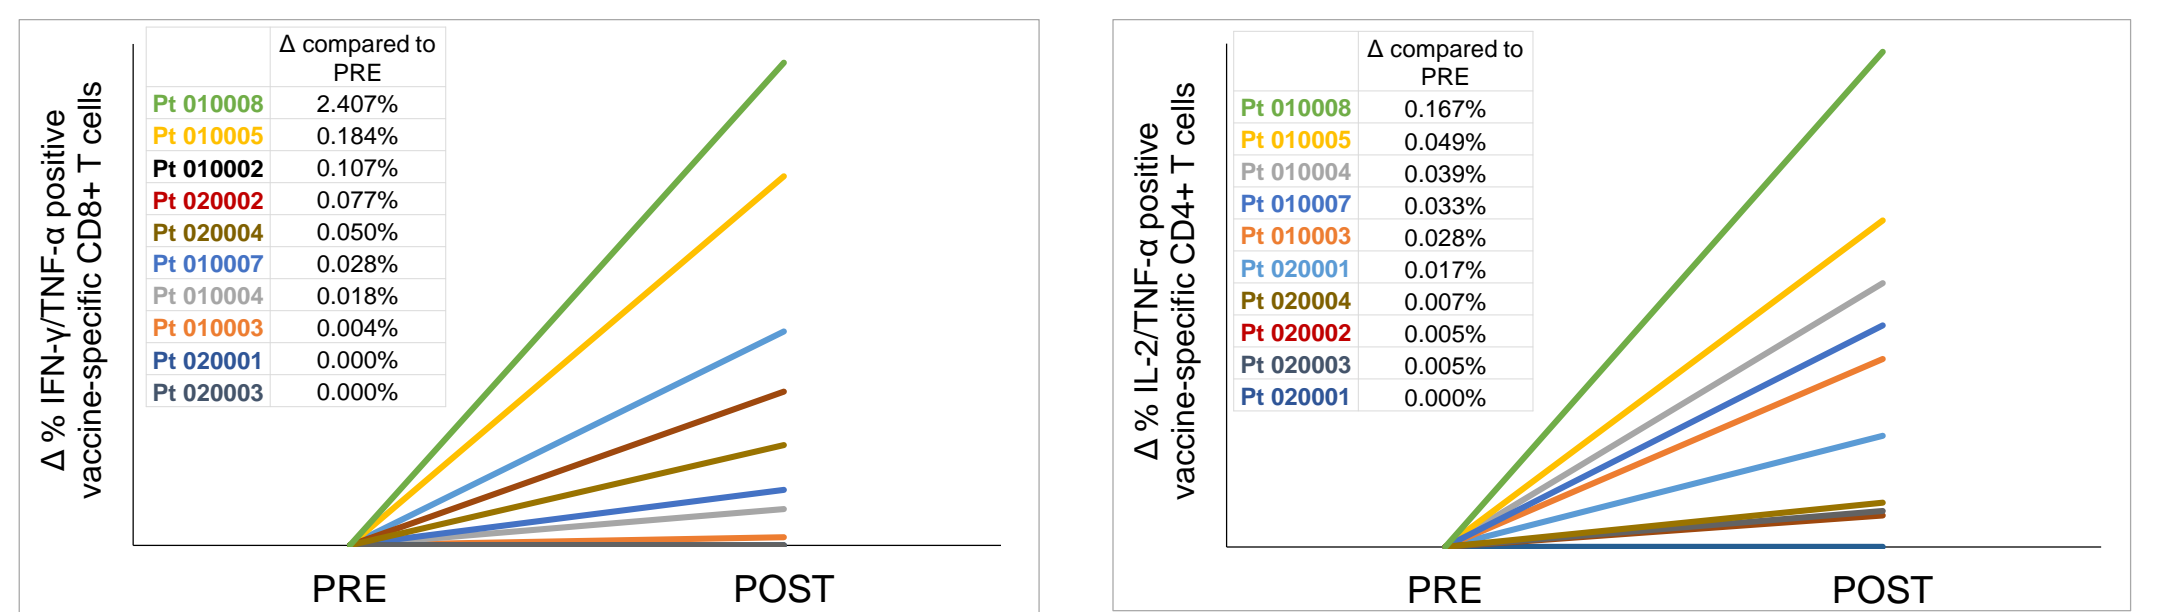 Δ % IFN-γ/TNF-α positive
vaccine-specific CD8+ T cells
Δ compared to
PRE
Pt 010008 2.407%
Pt 010005 0.184%
Pt 010002 0.107%
Pt 020002 0.077%
Pt 020004 0.050%
Pt 010007 0.028%
Pt 010004 0.018%
Pt 010003 0.004%
Pt 020001 0.000%
Pt 020003 0.000%
PRE POST
Δ % IL-2/TNF-α positive
vaccine-specific CD4+ T cells
Δ compared to
PRE
Pt 010008 0.167%
Pt 010005 0.049%
Pt 010004 0.039%
Pt 010007 0.033%
Pt 010003 0.028%
Pt 020001 0.017%
Pt 020004 0.007%
Pt 020002 0.005%
Pt 020003 0.005%
Pt 020001 0.000%
PRE POST